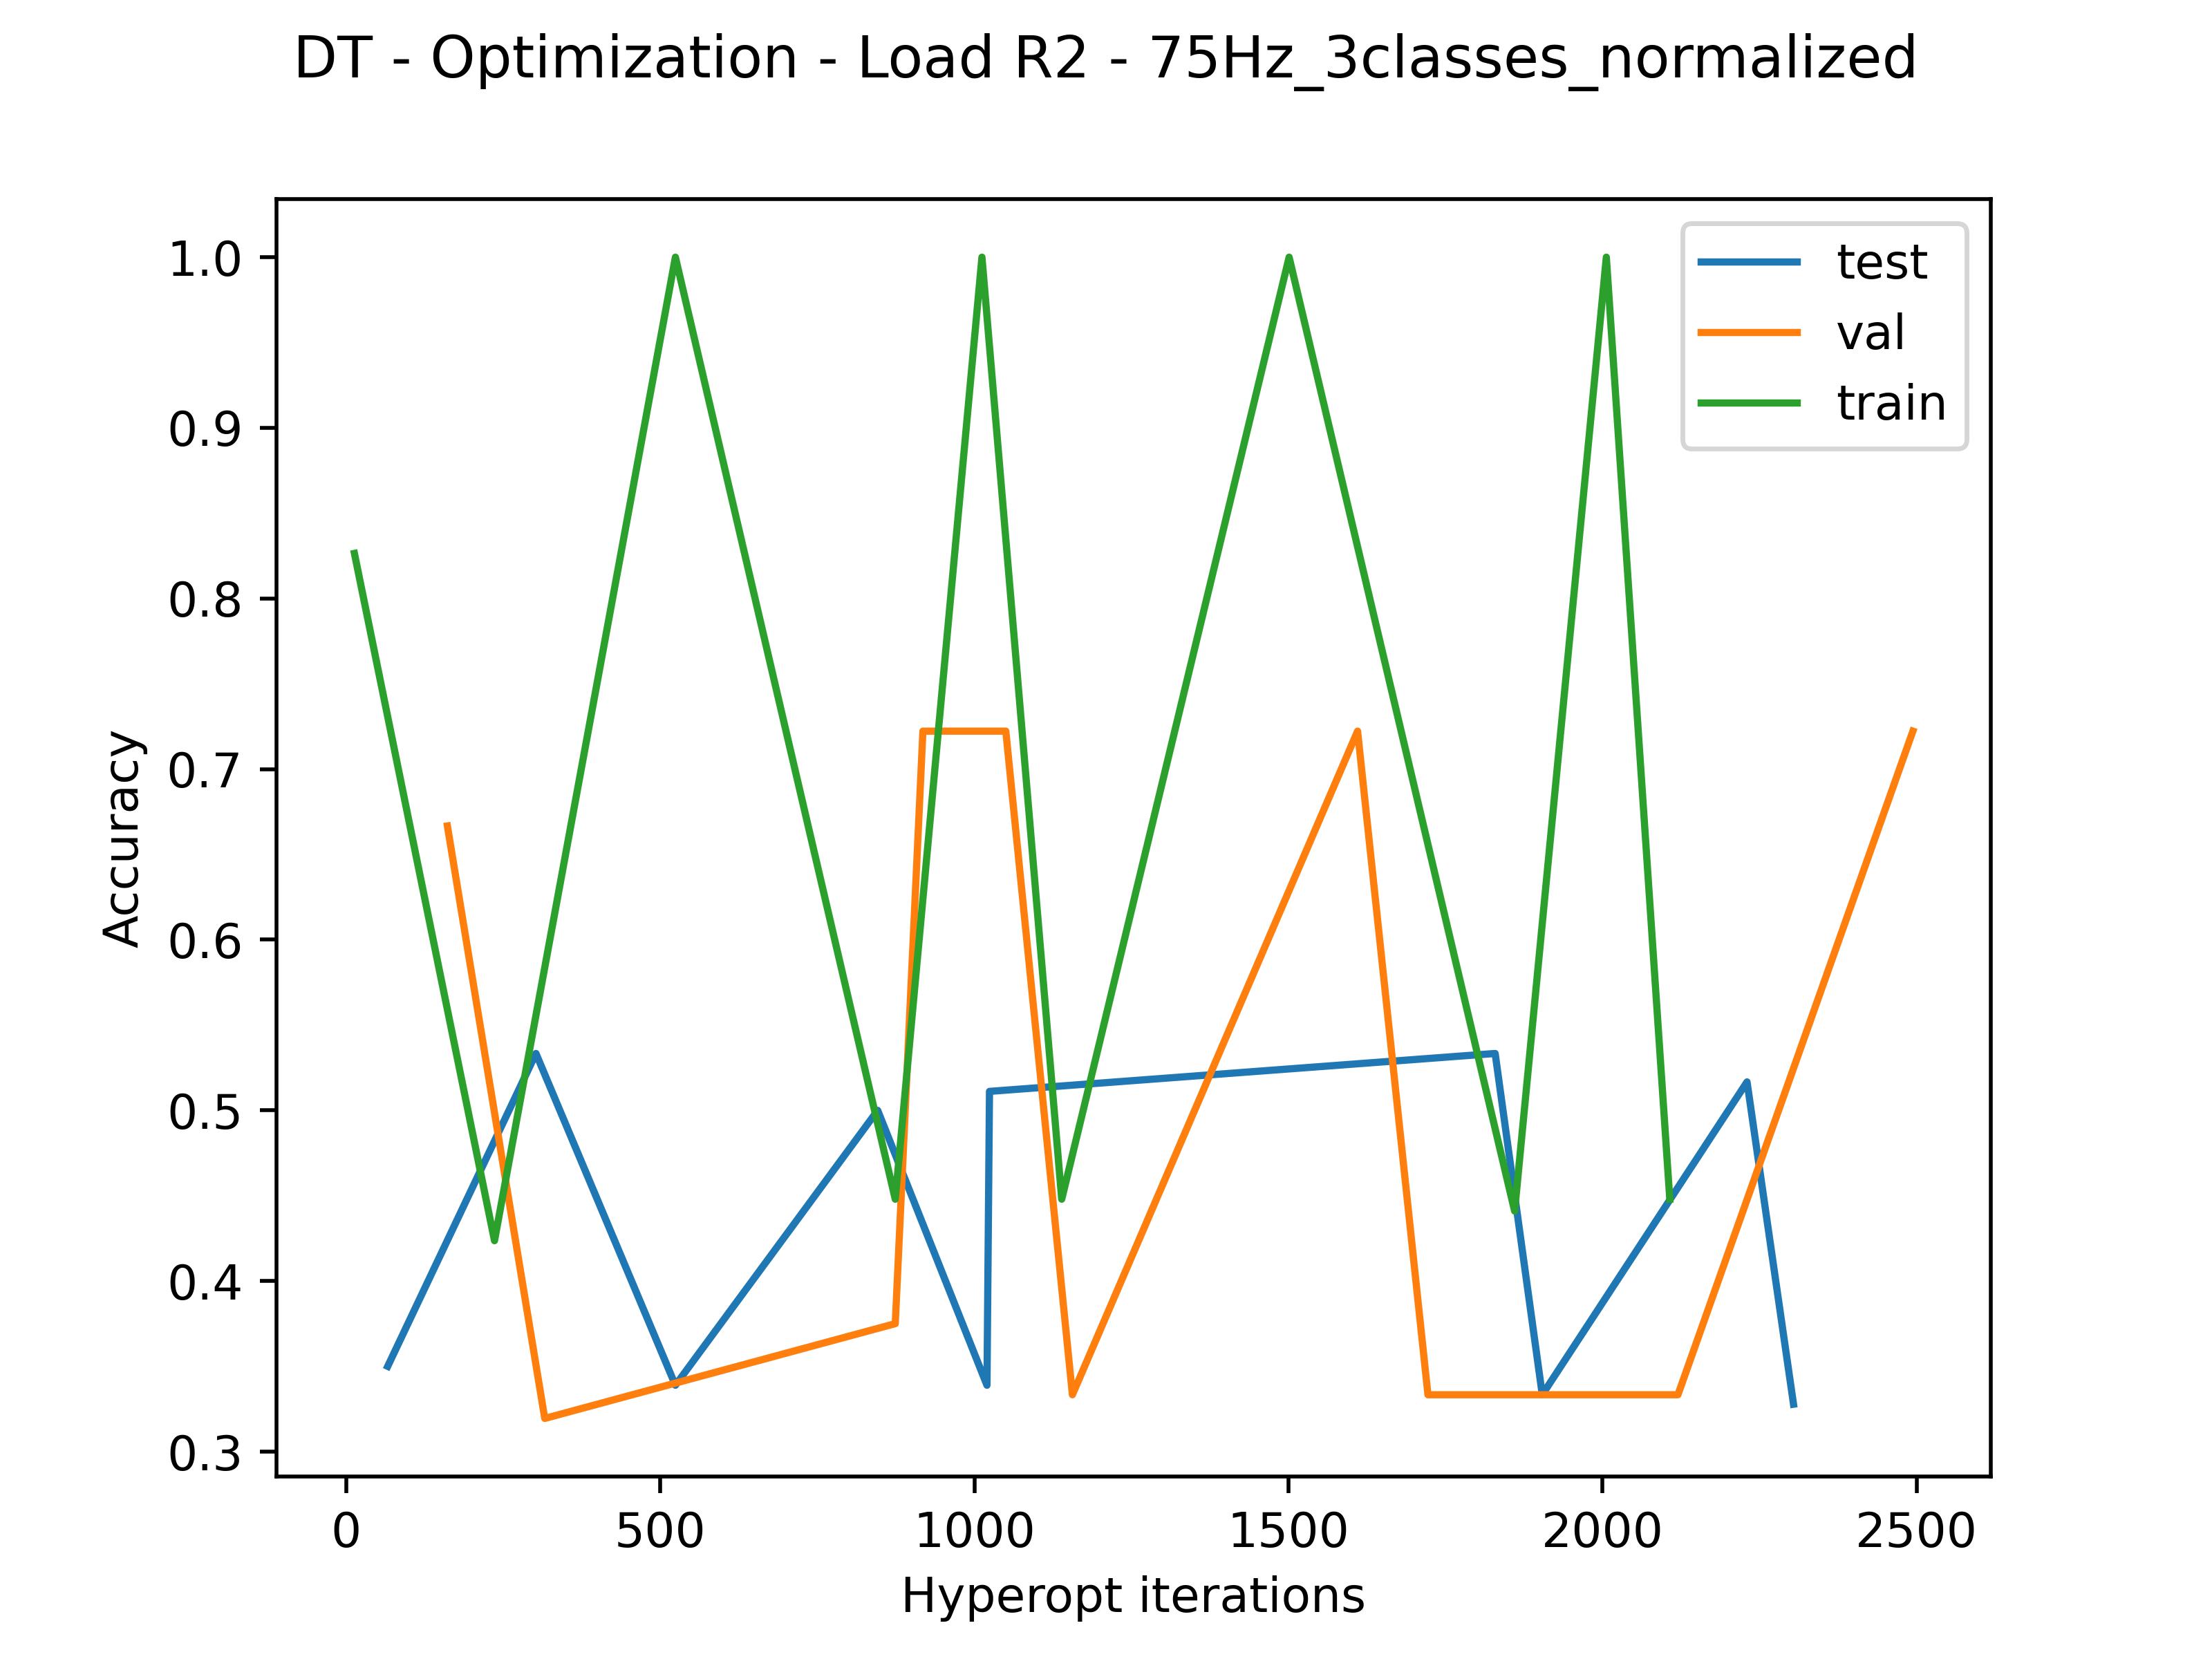 DT - Optimization - Load R2 - 75Hz_3classes_normalized
test
val
train
1.0
0.9
0.8
0.7
0.6
0.5
0.4
0.3
Accuracy
0 500 1000 1500 2000 2500
Hyperopt iterations